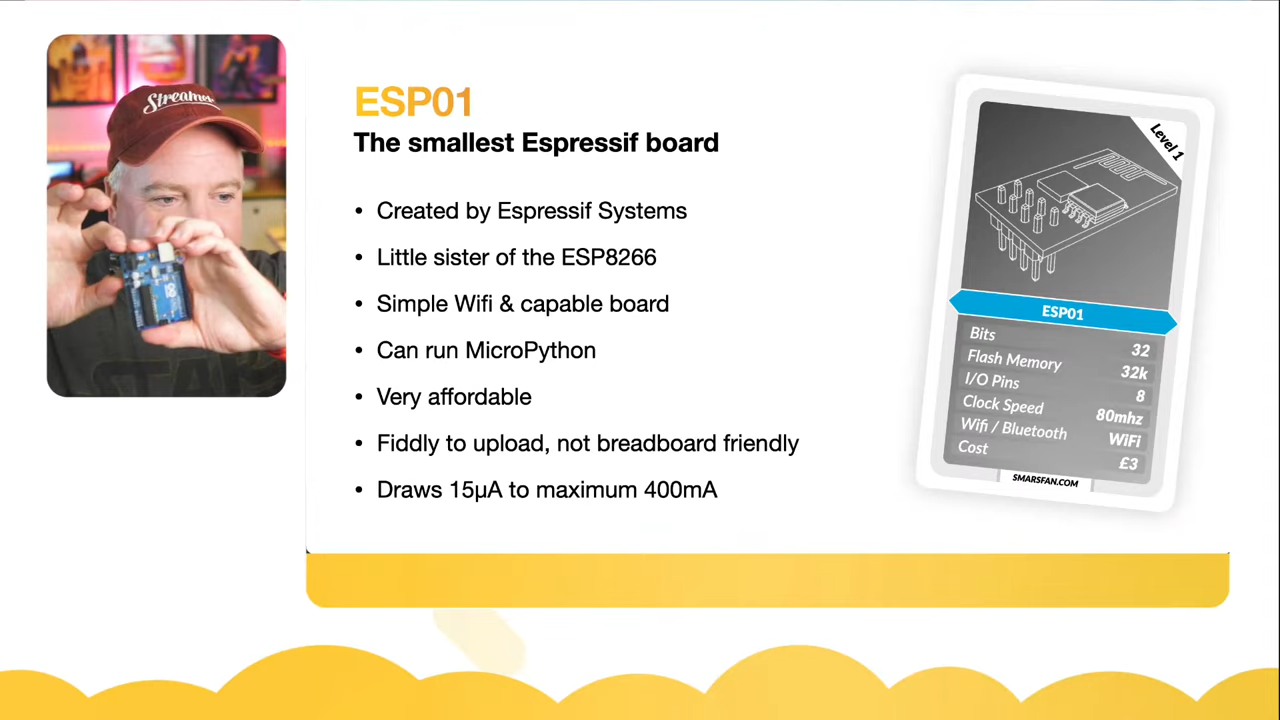 Streamer
ESP01
The smallest Espressif board
• Created by Espressif Systems
• Little sister of the ESP8266
• Simple Wifi & capable board
• Can run MicroPython
• Very affordable
• Fiddly to upload, not breadboard friendly
• Draws 15µA to maximum 400mA
Level 1
ESP01
Bits 32
Flash Memory 32k
I/O Pins 8
Clock Speed 80mhz
Wifi / Bluetooth WiFi
Cost £3
SMARSFAN.COM